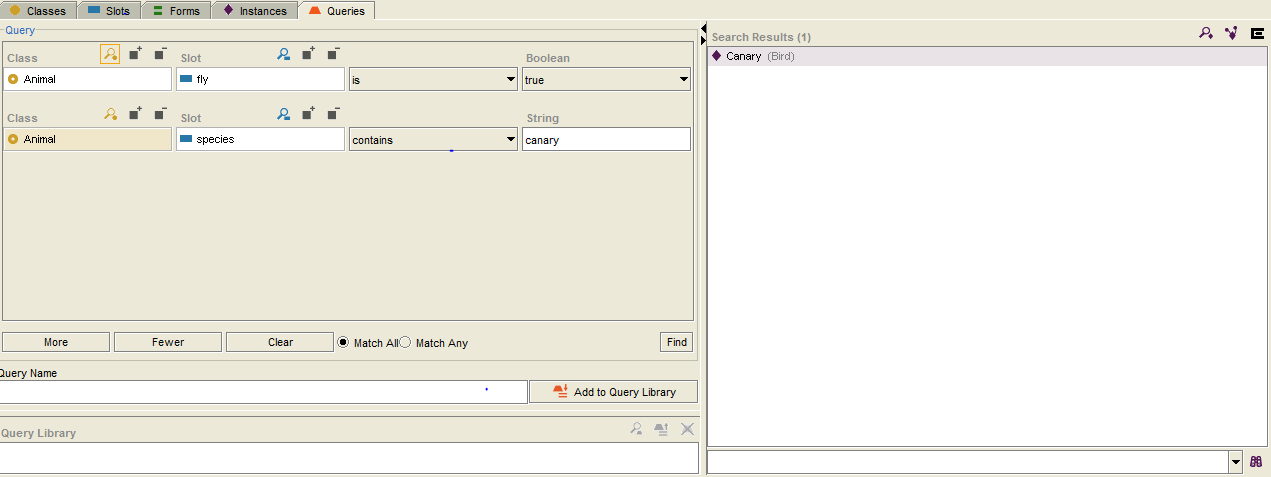 Classes Slots Forms Instances Queries
Query
Class Slot Boolean
Animal fly is true
Class Slot String
Animal species contains canary
More Fewer Clear Match All Match Any Find
Query Name
Add to Query Library
Query Library
Search Results (1)
Canary (Bird)